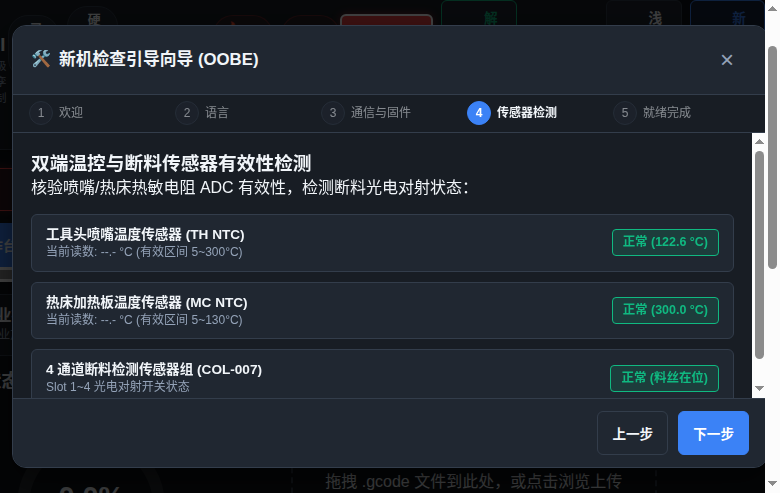 硬
解
浅
新
🛠️ 新机检查引导向导 (OOBE)
×
1 欢迎
2 语言
3 通信与固件
4 传感器检测
5 就绪完成
双端温控与断料传感器有效性检测
核验喷嘴/热床热敏电阻 ADC 有效性，检测断料光电对射状态：
工具头喷嘴温度传感器 (TH NTC)
当前读数: --.- °C (有效区间 5~300°C)
正常 (122.6 °C)
热床加热板温度传感器 (MC NTC)
当前读数: --.- °C (有效区间 5~130°C)
正常 (300.0 °C)
4 通道断料检测传感器组 (COL-007)
Slot 1~4 光电对射开关状态
正常 (料丝在位)
上一步
下一步
拖拽 .gcode 文件到此处，或点击浏览上传